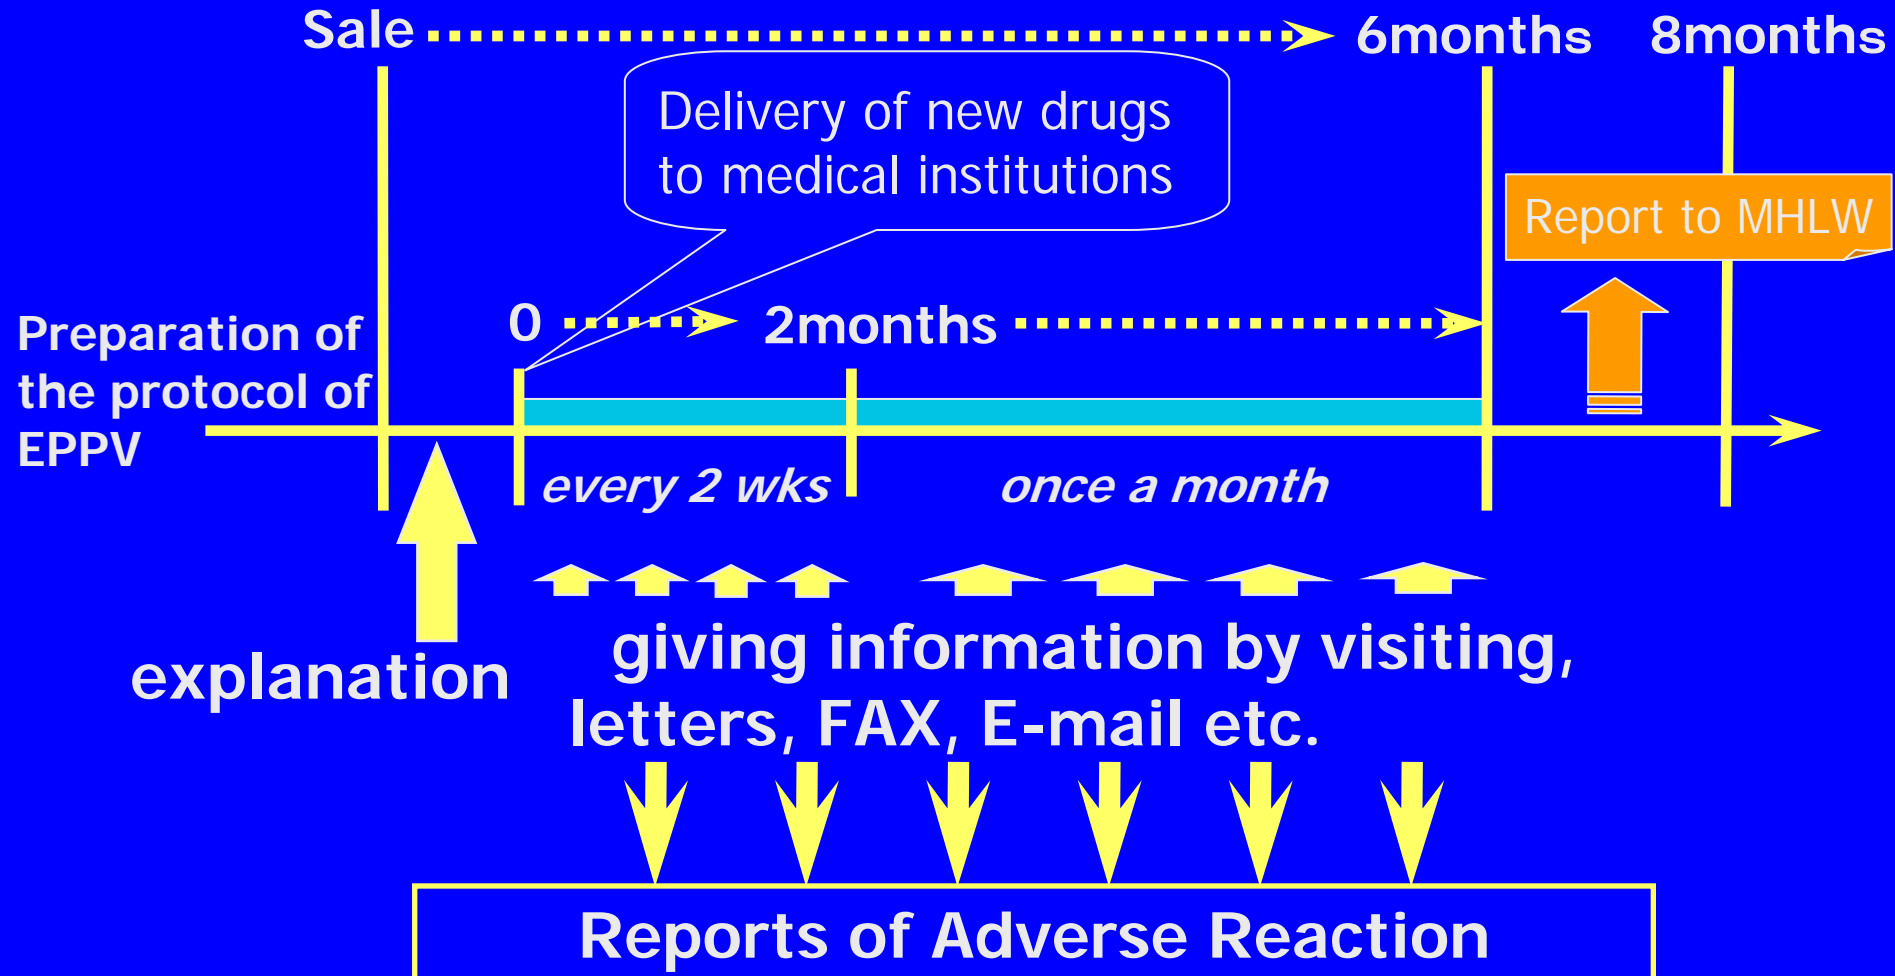 Sale
6months
8months
Delivery of new drugs
to medical institutions
Report to MHLW
Preparation of
the protocol of
EPPV
0
2months
every 2 wks
once a month
explanation
giving information by visiting,
letters, FAX, E-mail etc.
Reports of Adverse Reaction